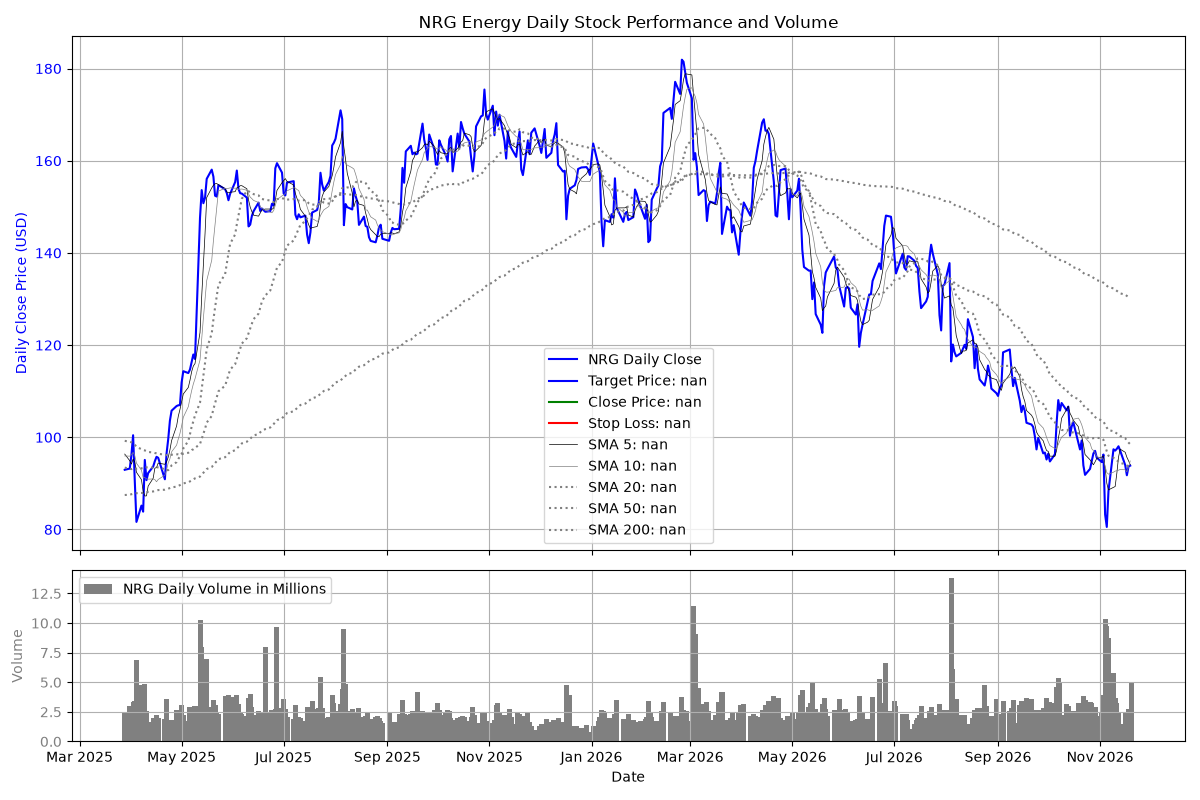 NRG Energy Daily Stock Performance and Volume
Daily Close Price (USD)
180
160
140
120
100
80
NRG Daily Close
Target Price: nan
Close Price: nan
Stop Loss: nan
SMA 5: nan
SMA 10: nan
SMA 20: nan
SMA 50: nan
SMA 200: nan
NRG Daily Volume in Millions
Volume
12.5
10.0
7.5
5.0
2.5
0.0
Mar 2025 May 2025 Jul 2025 Sep 2025 Nov 2025 Jan 2026 Mar 2026 May 2026 Jul 2026 Sep 2026 Nov 2026
Date